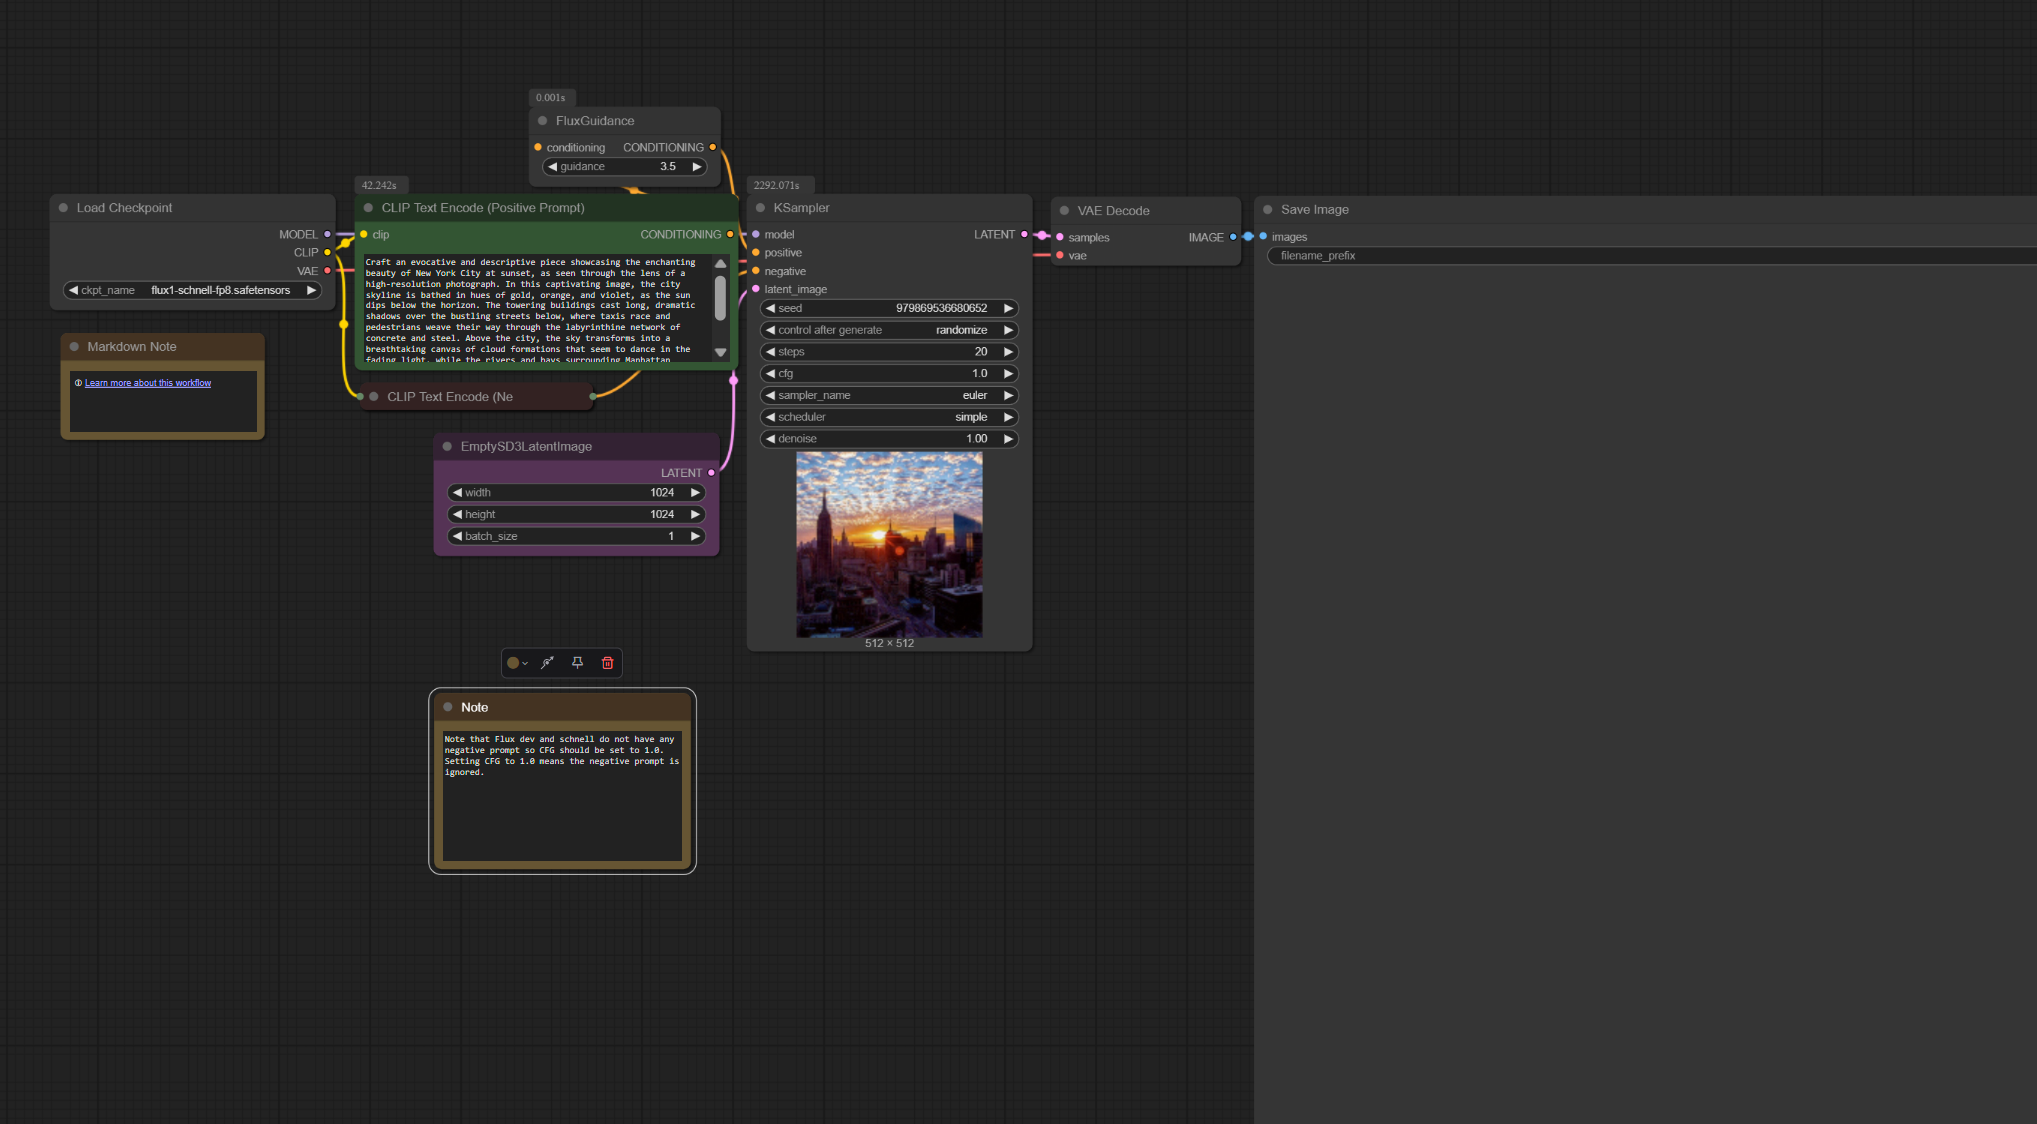 0.001s
FluxGuidance
conditioning CONDITIONING
guidance 3.5
Load Checkpoint
MODEL
CLIP
VAE
ckpt_name flux1-schnell-fp8.safetensors
Markdown Note
🛈 Learn more about this workflow
42.242s
CLIP Text Encode (Positive Prompt)
clip CONDITIONING
Craft an evocative and descriptive piece showcasing the enchanting
beauty of New York City at sunset, as seen through the lens of a
high-resolution photograph. In this captivating image, the city
skyline is bathed in hues of gold, orange, and violet, as the sun
dips below the horizon. The towering buildings cast long, dramatic
shadows over the bustling streets below, where taxis race and
pedestrians weave their way through the labyrinthine network of
concrete and steel. Above the city, the sky transforms into a
breathtaking canvas of cloud formations that seem to dance in the
fading light, while the rivers and bays surrounding Manhattan
CLIP Text Encode (Ne
EmptySD3LatentImage
LATENT
width 1024
height 1024
batch_size 1
Note
Note that Flux dev and schnell do not have any
negative prompt so CFG should be set to 1.0.
Setting CFG to 1.0 means the negative prompt is
ignored.
2292.071s
KSampler
model LATENT
positive
negative
latent_image
seed 979869536680652
control after generate randomize
steps 20
cfg 1.0
sampler_name euler
scheduler simple
denoise 1.00
512 × 512
VAE Decode
samples IMAGE
vae
Save Image
images
filename_prefix